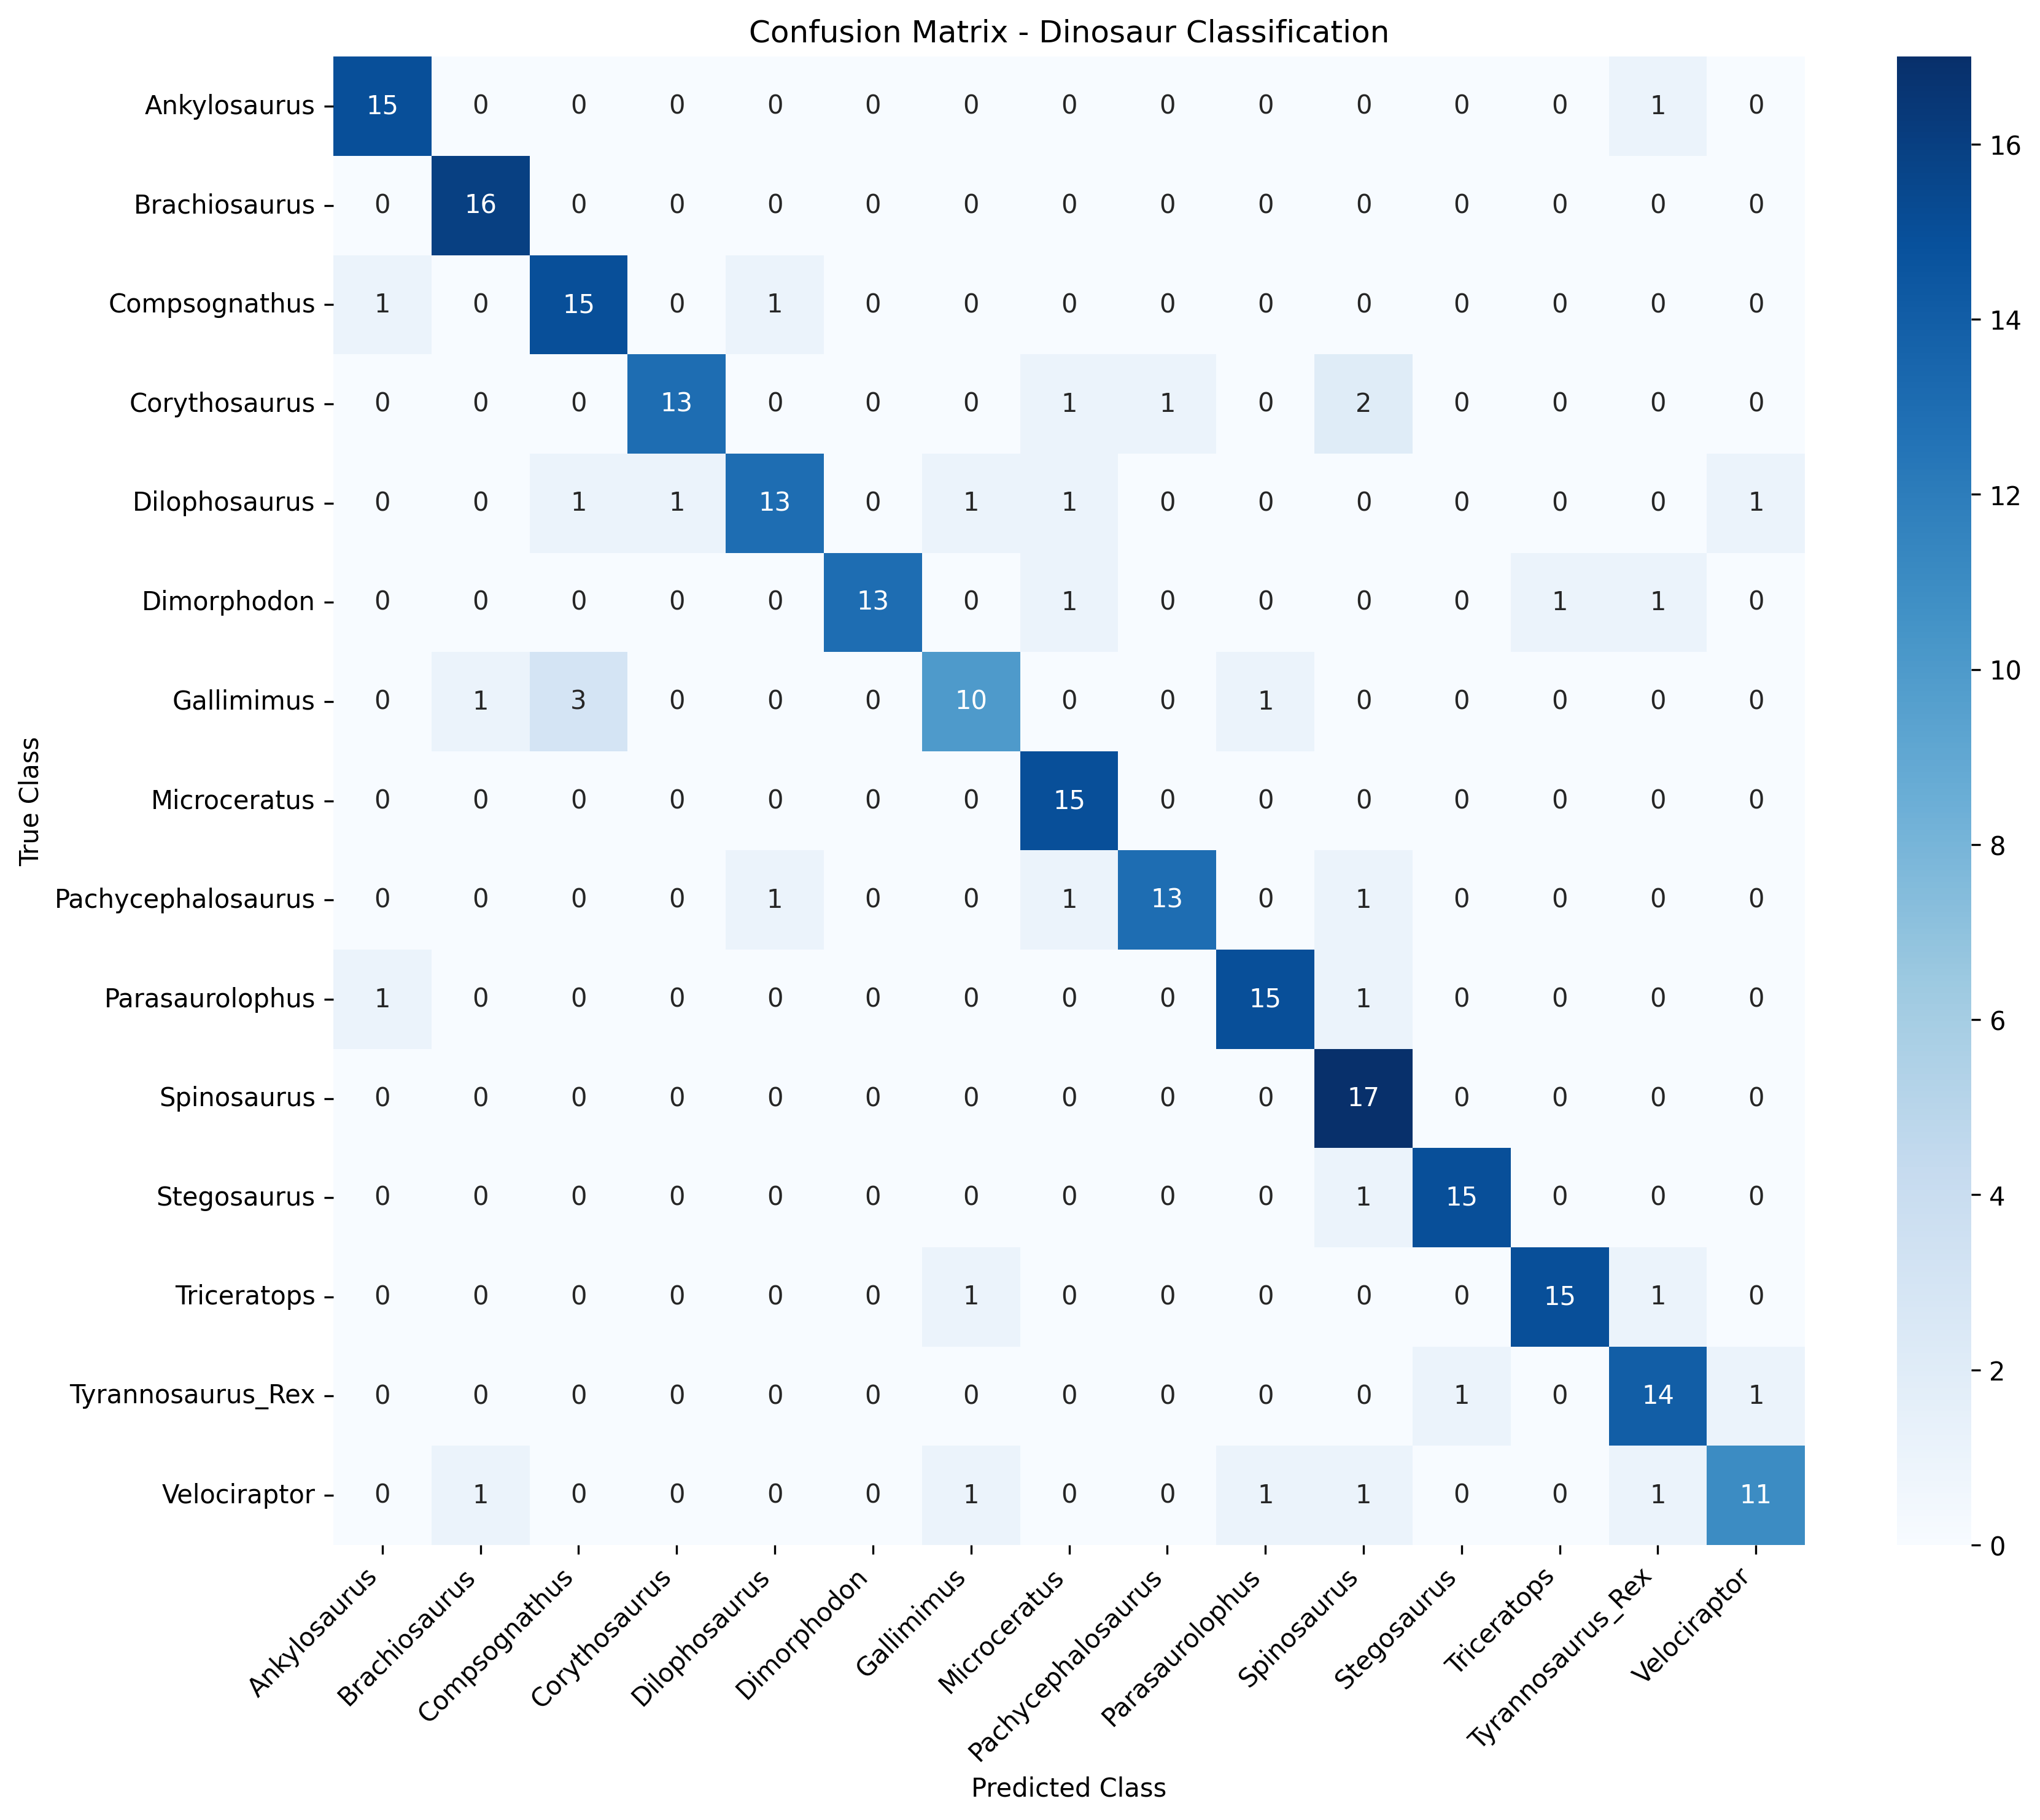 Confusion Matrix - Dinosaur Classification
Ankylosaurus 15 0 0 0 0 0 0 0 0 0 0 0 0 1 0
Brachiosaurus 0 16 0 0 0 0 0 0 0 0 0 0 0 0 0
Compsognathus 1 0 15 0 1 0 0 0 0 0 0 0 0 0 0
Corythosaurus 0 0 0 13 0 0 0 1 1 0 2 0 0 0 0
Dilophosaurus 0 0 1 1 13 0 1 1 0 0 0 0 0 0 1
Dimorphodon 0 0 0 0 0 13 0 1 0 0 0 0 1 1 0
Gallimimus 0 1 3 0 0 0 10 0 0 1 0 0 0 0 0
Microceratus 0 0 0 0 0 0 0 15 0 0 0 0 0 0 0
Pachycephalosaurus 0 0 0 0 1 0 0 1 13 0 1 0 0 0 0
Parasaurolophus 1 0 0 0 0 0 0 0 0 15 1 0 0 0 0
Spinosaurus 0 0 0 0 0 0 0 0 0 0 17 0 0 0 0
Stegosaurus 0 0 0 0 0 0 0 0 0 0 1 15 0 0 0
Triceratops 0 0 0 0 0 0 1 0 0 0 0 0 15 1 0
Tyrannosaurus_Rex 0 0 0 0 0 0 0 0 0 0 0 1 0 14 1
Velociraptor 0 1 0 0 0 0 1 0 0 1 1 0 0 1 11
True Class
Ankylosaurus
Brachiosaurus
Compsognathus
Corythosaurus
Dilophosaurus
Dimorphodon
Gallimimus
Microceratus
Pachycephalosaurus
Parasaurolophus
Spinosaurus
Stegosaurus
Triceratops
Tyrannosaurus_Rex
Velociraptor
Predicted Class
16
14
12
10
8
6
4
2
0